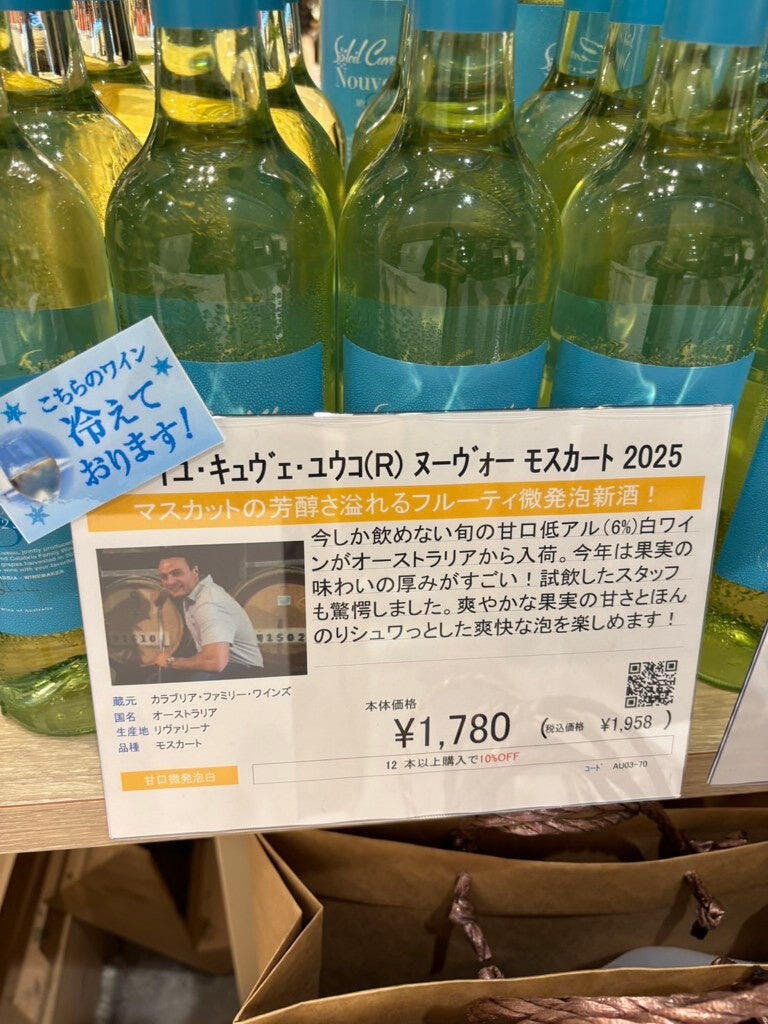 Nouve
こちらのワイン
冷えて
おります!
イユ・キュヴェ・ユウコ(R) ヌーヴォー モスカート 2025
マスカットの芳醇さ溢れるフルーティ微発泡新酒!
今しか飲めない旬の甘口低アル(6%)白ワイ
ンがオーストラリアから入荷。今年は果実の
味わいの厚みがすごい!試飲したスタッフ
も驚愕しました。爽やかな果実の甘さとほん
のりシュワっとした爽快な泡を楽しめます!
蔵元 カラブリア・ファミリー・ワインズ
国名 オーストラリア
生産地 リヴァリーナ
品種 モスカート
本体価格
¥1,780 (税込価格 ¥1,958 )
12 本以上購入で10%OFF
甘口微発泡白
コード AU03-70